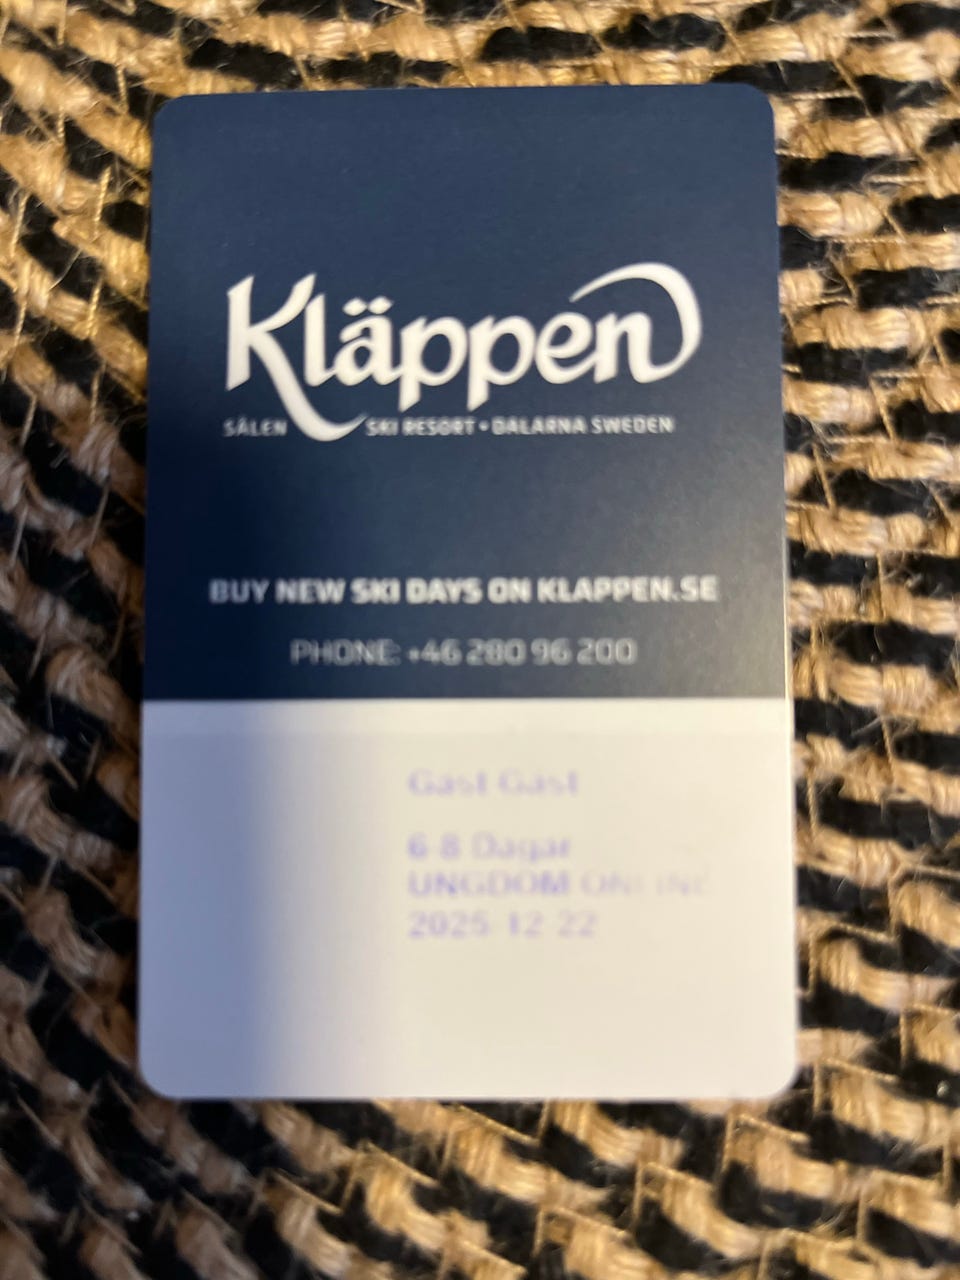 Kläppen
SÄLEN SKI RESORT • DALARNA SWEDEN
BUY NEW SKI DAYS ON KLAPPEN.SE
PHONE: +46 280 96 200
Gäst Gäst
6-8 Dagar
UNGDOM ONLINE
2025-12-22